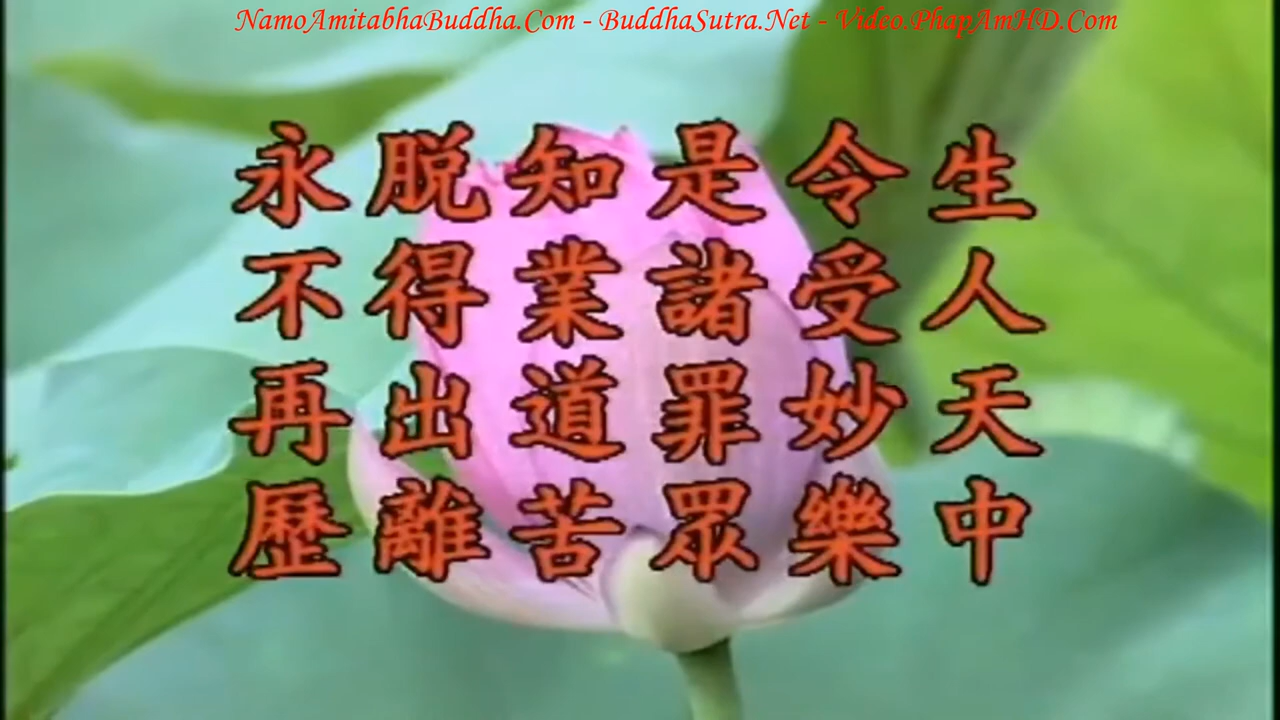 NamoAmitabhaBuddha.Com - BuddhaSutra.Net - Video.PhapAmHD.Com
生人天中
令受妙樂
是諸罪眾
知業道苦
脱得出離
永不再歷